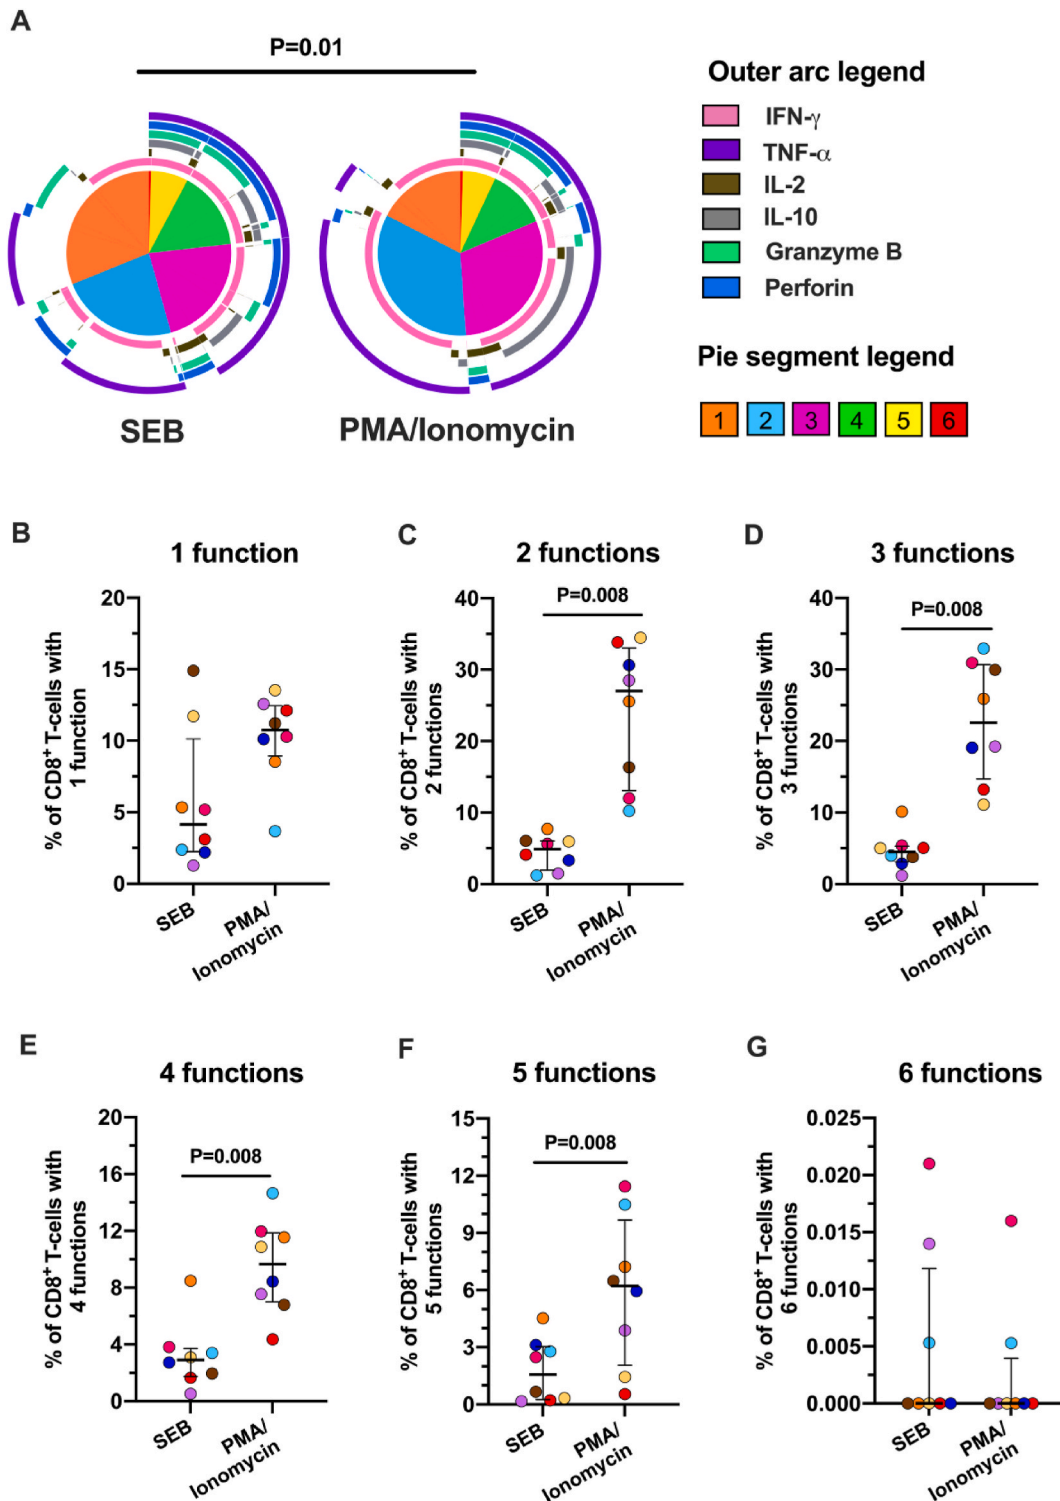 A
P=0.01
SEB
PMA/Ionomycin
Outer arc legend
IFN-γ
TNF-α
IL-2
IL-10
Granzyme B
Perforin
Pie segment legend
1 2 3 4 5 6
B
1 function
% of CD8⁺ T-cells with
1 function
20
15
10
5
0
SEB
PMA/
Ionomycin
C
2 functions
P=0.008
% of CD8⁺ T-cells with
2 functions
40
30
20
10
0
SEB
PMA/
Ionomycin
D
3 functions
P=0.008
% of CD8⁺ T-cells with
3 functions
40
30
20
10
0
SEB
PMA/
Ionomycin
E
4 functions
P=0.008
% of CD8⁺ T-cells with
4 functions
20
16
12
8
4
0
SEB
PMA/
Ionomycin
F
5 functions
P=0.008
% of CD8⁺ T-cells with
5 functions
15
12
9
6
3
0
SEB
PMA/
Ionomycin
G
6 functions
% of CD8⁺ T-cells with
6 functions
0.025
0.020
0.015
0.010
0.005
0.000
SEB
PMA/
Ionomycin